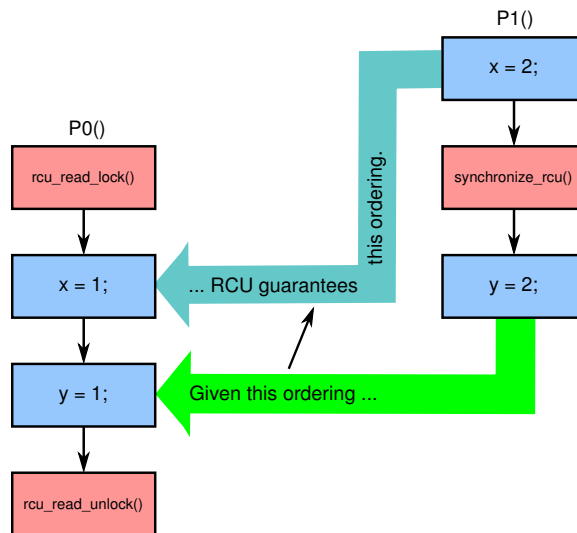 P1()
x = 2;
P0()
rcu_read_lock()
synchronize_rcu()
this ordering.
x = 1;
... RCU guarantees
y = 2;
y = 1;
Given this ordering ...
rcu_read_unlock()